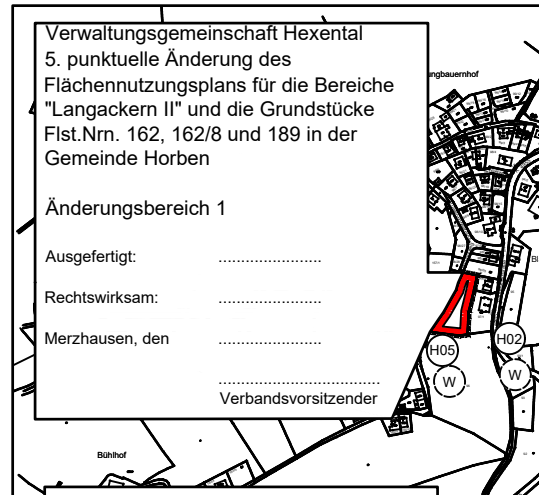 Verwaltungsgemeinschaft Hexental
5. punktuelle Änderung des
Flächennutzungsplans für die Bereiche
"Langackern II" und die Grundstücke
Flst.Nrn. 162, 162/8 und 189 in der
Gemeinde Horben
Änderungsbereich 1
Ausgefertigt: .......................
Rechtswirksam: .......................
Merzhausen, den .......................
....................................
Verbandsvorsitzender
ungbauernhof
H05
H02
W
W
Bühlhof